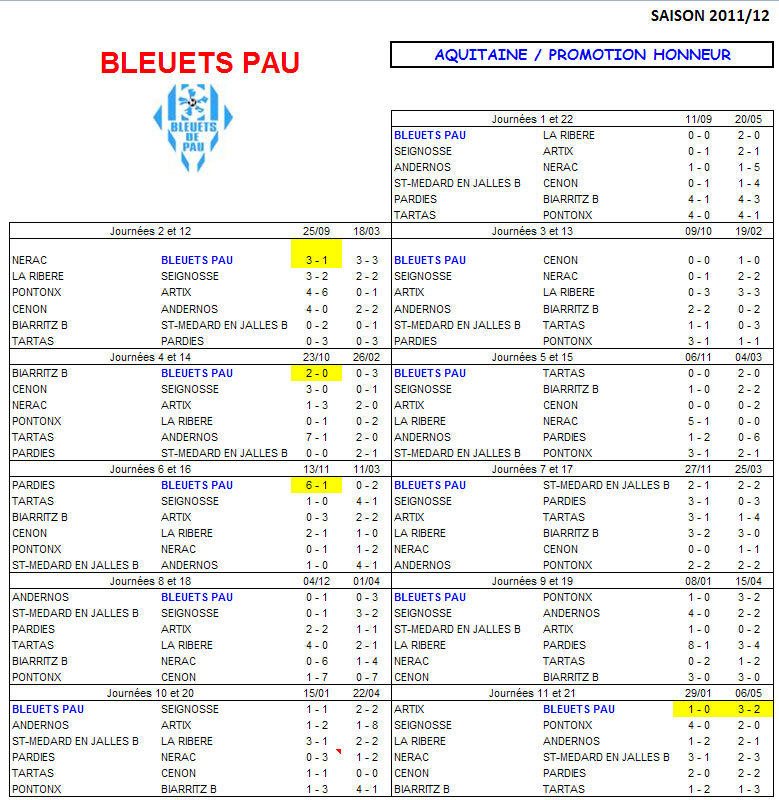 SAISON 2011/12
BLEUETS PAU
AQUITAINE / PROMOTION HONNEUR
BLEUETS
DE
PAU
Journées 1 et 22 11/09 20/05
BLEUETS PAU LA RIBERE 0 - 0 2 - 0
SEIGNOSSE ARTIX 0 - 1 2 - 1
ANDERNOS NERAC 1 - 0 1 - 5
ST-MEDARD EN JALLES B CENON 0 - 1 1 - 4
PARDIES BIARRITZ B 4 - 1 4 - 3
TARTAS PONTONX 4 - 0 4 - 1
Journées 2 et 12 25/09 18/03
NERAC BLEUETS PAU 3 - 1 3 - 3
LA RIBERE SEIGNOSSE 3 - 2 2 - 2
PONTONX ARTIX 4 - 6 0 - 1
CENON ANDERNOS 4 - 0 2 - 2
BIARRITZ B ST-MEDARD EN JALLES B 0 - 2 0 - 1
TARTAS PARDIES 0 - 3 0 - 3
Journées 3 et 13 09/10 19/02
BLEUETS PAU CENON 0 - 0 1 - 0
SEIGNOSSE NERAC 0 - 1 2 - 2
ARTIX LA RIBERE 0 - 3 3 - 3
ANDERNOS BIARRITZ B 2 - 2 0 - 2
ST-MEDARD EN JALLES B TARTAS 1 - 1 0 - 3
PARDIES PONTONX 3 - 1 1 - 1
Journées 4 et 14 23/10 26/02
BIARRITZ B BLEUETS PAU 2 - 0 0 - 3
CENON SEIGNOSSE 3 - 0 0 - 1
NERAC ARTIX 1 - 3 2 - 0
PONTONX LA RIBERE 0 - 1 0 - 2
TARTAS ANDERNOS 7 - 1 2 - 0
PARDIES ST-MEDARD EN JALLES B 0 - 0 2 - 1
Journées 5 et 15 06/11 04/03
BLEUETS PAU TARTAS 0 - 0 2 - 0
SEIGNOSSE BIARRITZ B 1 - 0 2 - 2
ARTIX CENON 0 - 0 0 - 2
LA RIBERE NERAC 5 - 1 0 - 0
ANDERNOS PARDIES 1 - 2 0 - 6
ST-MEDARD EN JALLES B PONTONX 3 - 1 2 - 1
Journées 6 et 16 13/11 11/03
PARDIES BLEUETS PAU 6 - 1 0 - 2
TARTAS SEIGNOSSE 1 - 0 4 - 1
BIARRITZ B ARTIX 0 - 3 2 - 2
CENON LA RIBERE 2 - 1 1 - 0
PONTONX NERAC 0 - 1 1 - 2
ST-MEDARD EN JALLES B ANDERNOS 1 - 0 4 - 1
Journées 7 et 17 27/11 25/03
BLEUETS PAU ST-MEDARD EN JALLES B 2 - 1 2 - 2
SEIGNOSSE PARDIES 3 - 1 0 - 3
ARTIX TARTAS 3 - 1 1 - 4
LA RIBERE BIARRITZ B 3 - 2 3 - 0
NERAC CENON 0 - 0 1 - 1
ANDERNOS PONTONX 2 - 2 2 - 2
Journées 8 et 18 04/12 01/04
ANDERNOS BLEUETS PAU 0 - 1 0 - 3
ST-MEDARD EN JALLES B SEIGNOSSE 0 - 1 3 - 2
PARDIES ARTIX 2 - 2 1 - 1
TARTAS LA RIBERE 4 - 0 2 - 1
BIARRITZ B NERAC 0 - 6 1 - 4
PONTONX CENON 1 - 7 0 - 7
Journées 9 et 19 08/01 15/04
BLEUETS PAU PONTONX 1 - 0 3 - 2
SEIGNOSSE ANDERNOS 4 - 0 2 - 2
ST-MEDARD EN JALLES B ARTIX 1 - 0 0 - 2
LA RIBERE PARDIES 8 - 1 3 - 4
NERAC TARTAS 0 - 2 1 - 2
CENON BIARRITZ B 3 - 0 3 - 0
Journées 10 et 20 15/01 22/04
BLEUETS PAU SEIGNOSSE 1 - 1 2 - 2
ANDERNOS ARTIX 1 - 2 1 - 8
ST-MEDARD EN JALLES B LA RIBERE 3 - 1 2 - 2
PARDIES NERAC 0 - 3 1 - 2
TARTAS CENON 1 - 1 0 - 0
PONTONX BIARRITZ B 1 - 3 4 - 1
Journées 11 et 21 29/01 06/05
ARTIX BLEUETS PAU 1 - 0 3 - 2
SEIGNOSSE PONTONX 4 - 0 2 - 0
LA RIBERE ANDERNOS 1 - 2 2 - 1
NERAC ST-MEDARD EN JALLES B 3 - 1 2 - 3
CENON PARDIES 2 - 0 2 - 2
BIARRITZ B TARTAS 1 - 2 1 - 3